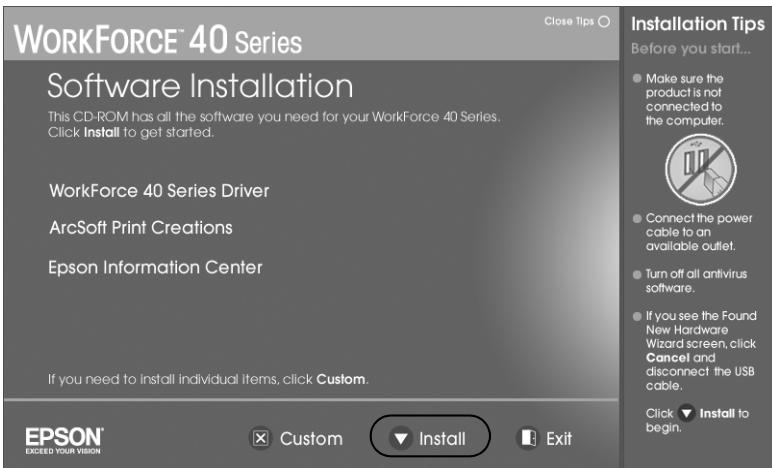 Close Tips
WORKFORCE™ 40 Series
Software Installation
This CD-ROM has all the software you need for your WorkForce 40 Series.
Click Install to get started.
WorkForce 40 Series Driver
ArcSoft Print Creations
Epson Information Center
If you need to install individual items, click Custom.
EPSON®
EXCEED YOUR VISION
Custom
Install
Exit
Installation Tips
Before you start...
Make sure the
product is not
connected to
the computer.
Connect the power
cable to an
available outlet.
Turn off all antivirus
software.
If you see the Found
New Hardware
Wizard screen, click
Cancel and
disconnect the USB
cable.
Click Install to
begin.